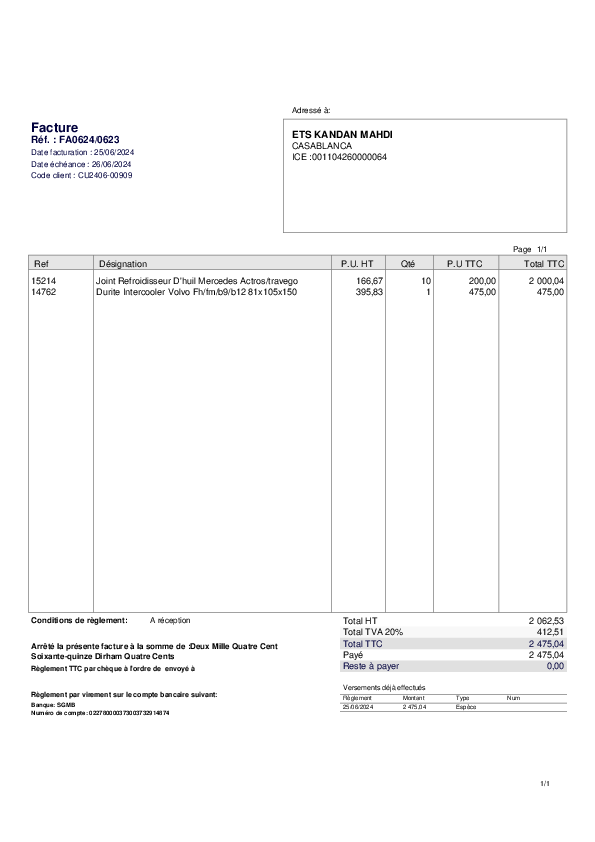 Adressé à:
Facture
Réf. : FA0624/0623
Date facturation : 25/06/2024
Date échéance : 26/06/2024
Code client : CU2406-00909
ETS KANDAN MAHDI
CASABLANCA
ICE :001104260000064
Page 1/1
Ref Désignation P.U. HT Qté P.U TTC Total TTC
15214 Joint Refroidisseur D'huil Mercedes Actros/travego 166,67 10 200,00 2 000,04
14762 Durite Intercooler Volvo Fh/fm/b9/b12 81x105x150 395,83 1 475,00 475,00
Conditions de règlement: A réception
Total HT 2 062,53
Total TVA 20% 412,51
Total TTC 2 475,04
Payé 2 475,04
Reste à payer 0,00
Arrêté la présente facture à la somme de :Deux Mille Quatre Cent
Soixante-quinze Dirham Quatre Cents
Règlement TTC par chèque à l'ordre de envoyé à
Règlement par virement sur le compte bancaire suivant:
Banque: SGMB
Numéro de compte: 022780000373003732914874
Versements déjà effectués
Règlement Montant Type Num
25/06/2024 2 475,04 Espèce
1/1